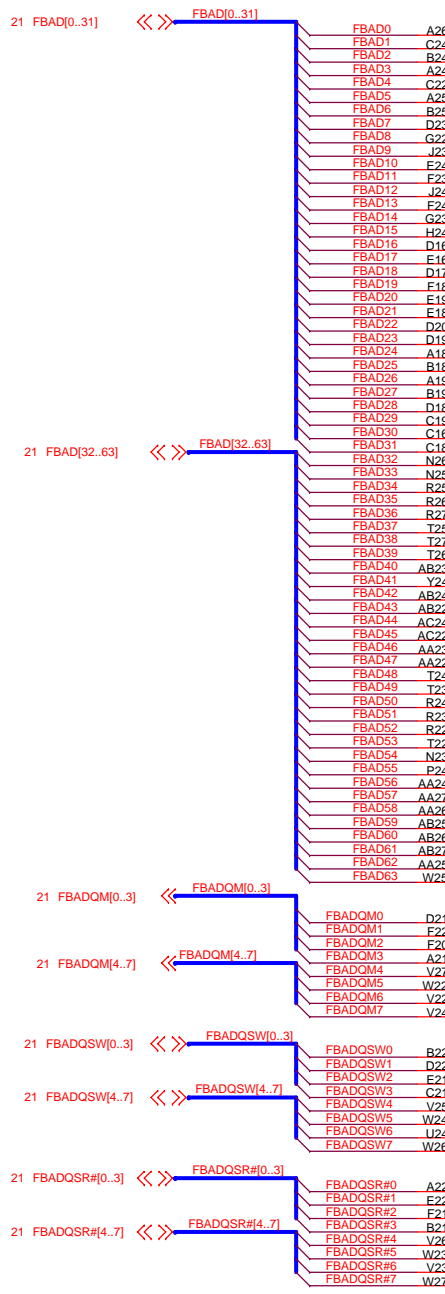 21 FBAD[0..31] FBAD[0..31]
FBAD0 A26
FBAD1 C24
FBAD2 B24
FBAD3 A24
FBAD4 C22
FBAD5 A25
FBAD6 B25
FBAD7 D23
FBAD8 G22
FBAD9 J23
FBAD10 E24
FBAD11 F23
FBAD12 J24
FBAD13 F24
FBAD14 G23
FBAD15 H24
FBAD16 D16
FBAD17 E16
FBAD18 D17
FBAD19 F18
FBAD20 E19
FBAD21 E18
FBAD22 D20
FBAD23 D19
FBAD24 A18
FBAD25 B18
FBAD26 A19
FBAD27 B19
FBAD28 D18
FBAD29 C19
FBAD30 C16
FBAD31 C18
21 FBAD[32..63] FBAD[32..63]
FBAD32 N26
FBAD33 N25
FBAD34 R25
FBAD35 R26
FBAD36 R27
FBAD37 T25
FBAD38 T27
FBAD39 T26
FBAD40 AB23
FBAD41 Y24
FBAD42 AB24
FBAD43 AB22
FBAD44 AC24
FBAD45 AC22
FBAD46 AA23
FBAD47 AA22
FBAD48 T24
FBAD49 T23
FBAD50 R24
FBAD51 R23
FBAD52 R22
FBAD53 T22
FBAD54 N23
FBAD55 P24
FBAD56 AA24
FBAD57 AA27
FBAD58 AA26
FBAD59 AB25
FBAD60 AB26
FBAD61 AB27
FBAD62 AA25
FBAD63 W25
21 FBADQM[0..3] FBADQM[0..3]
FBADQM0 D21
FBADQM1 F22
FBADQM2 F20
FBADQM3 A21
21 FBADQM[4..7] FBADQM[4..7]
FBADQM4 V27
FBADQM5 W22
FBADQM6 V22
FBADQM7 V24
21 FBADQSW[0..3] FBADQSW[0..3]
FBADQSW0 B22
FBADQSW1 D22
FBADQSW2 E21
FBADQSW3 C21
21 FBADQSW[4..7] FBADQSW[4..7]
FBADQSW4 V25
FBADQSW5 W24
FBADQSW6 U24
FBADQSW7 W26
21 FBADQSR#[0..3] FBADQSR#[0..3]
FBADQSR#0 A22
FBADQSR#1 E22
FBADQSR#2 F21
FBADQSR#3 B21
21 FBADQSR#[4..7] FBADQSR#[4..7]
FBADQSR#4 V26
FBADQSR#5 W23
FBADQSR#6 V23
FBADQSR#7 W27